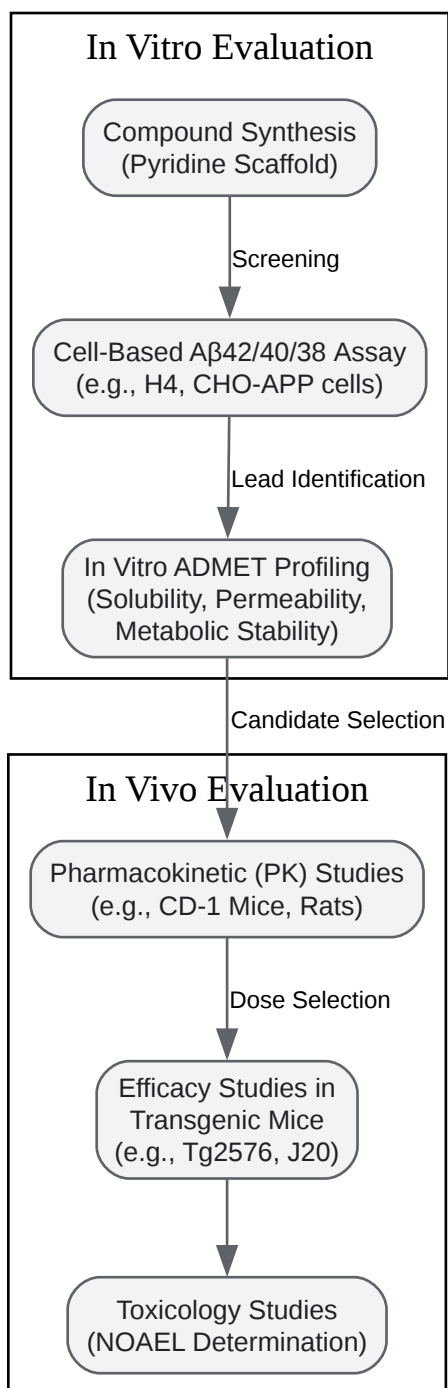 In Vitro Evaluation
Compound Synthesis
(Pyridine Scaffold)
Screening
Cell-Based Aβ42/40/38 Assay
(e.g., H4, CHO-APP cells)
Lead Identification
In Vitro ADMET Profiling
(Solubility, Permeability,
Metabolic Stability)
Candidate Selection
In Vivo Evaluation
Pharmacokinetic (PK) Studies
(e.g., CD-1 Mice, Rats)
Dose Selection
Efficacy Studies in
Transgenic Mice
(e.g., Tg2576, J20)
Toxicology Studies
(NOAEL Determination)